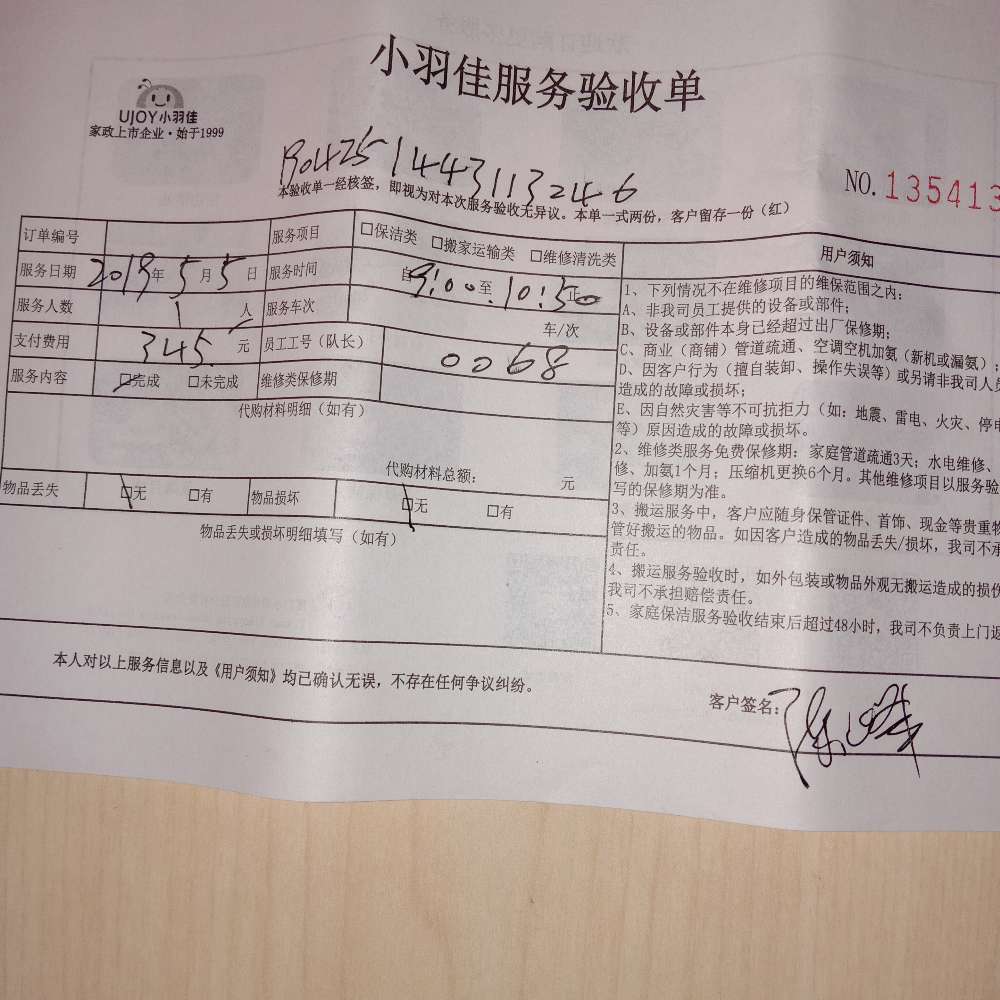 小羽佳服务验收单
UJOY小羽佳
家政上市企业·始于1999
19042514431132246
NO.135413
本验收单一经核签，即视为对本次服务验收无异议。本单一式两份，客户留存一份（红）
订单编号 服务项目 □保洁类 □搬家运输类 □维修清洗类
服务日期 2019年5月5日 服务时间 自9:00至10:50
服务人数 1人 服务车次 车/次
支付费用 345元 员工工号（队长） 0068
服务内容 ☑完成 □未完成 维修类保修期
代购材料明细（如有）
代购材料总额： 元
物品丢失 ☑无 □有 物品损坏 ☑无 □有
物品丢失或损坏明细填写（如有）
用户须知
1、下列情况不在维修项目的维保范围之内：
A、非我司员工提供的设备或部件；
B、设备或部件本身已经超过出厂保修期；
C、商业（商铺）管道疏通、空调空机加氨（新机或漏氨）；
D、因客户行为（擅自装卸、操作失误等）或另请非我司人员
造成的故障或损坏；
E、因自然灾害等不可抗拒力（如：地震、雷电、火灾、停电
等）原因造成的故障或损坏。
2、维修类服务免费保修期：家庭管道疏通3天；水电维修、
修、加氨1个月；压缩机更换6个月。其他维修项目以服务验
写的保修期为准。
3、搬运服务中，客户应随身保管证件、首饰、现金等贵重物
管好搬运的物品。如因客户造成的物品丢失/损坏，我司不承
责任。
4、搬运服务验收时，如外包装或物品外观无搬运造成的损伤
我司不承担赔偿责任。
5、家庭保洁服务验收结束后超过48小时，我司不负责上门返
本人对以上服务信息以及《用户须知》均已确认无误，不存在任何争议纠纷。
客户签名：